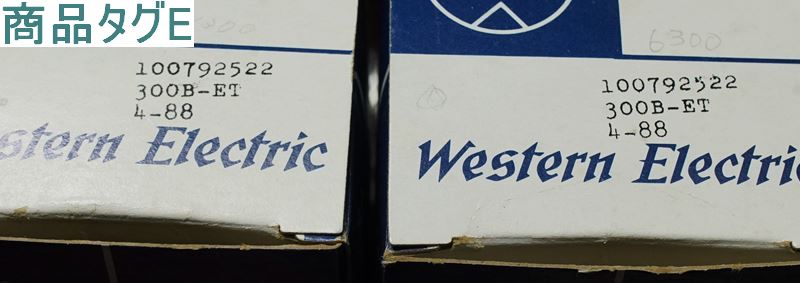 商品タグE
100792522
300B-ET
4-88
stern Electric
6300
100792522
300B-ET
4-88
Western Electri